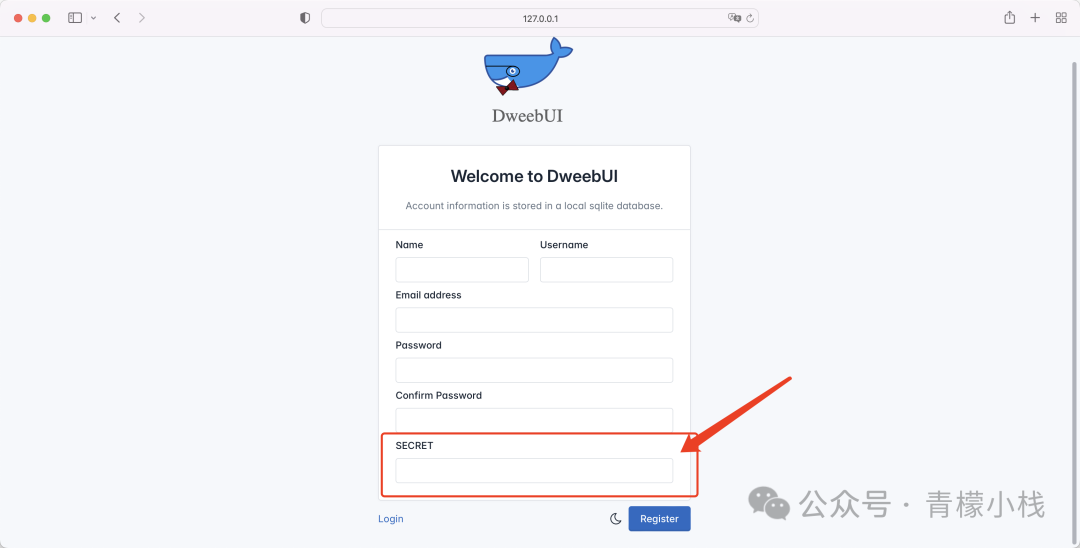 127.0.0.1
DweebUI
Welcome to DweebUI
Account information is stored in a local sqlite database.
Name Username
Email address
Password
Confirm Password
SECRET
Login Register
公众号 · 青檬小栈